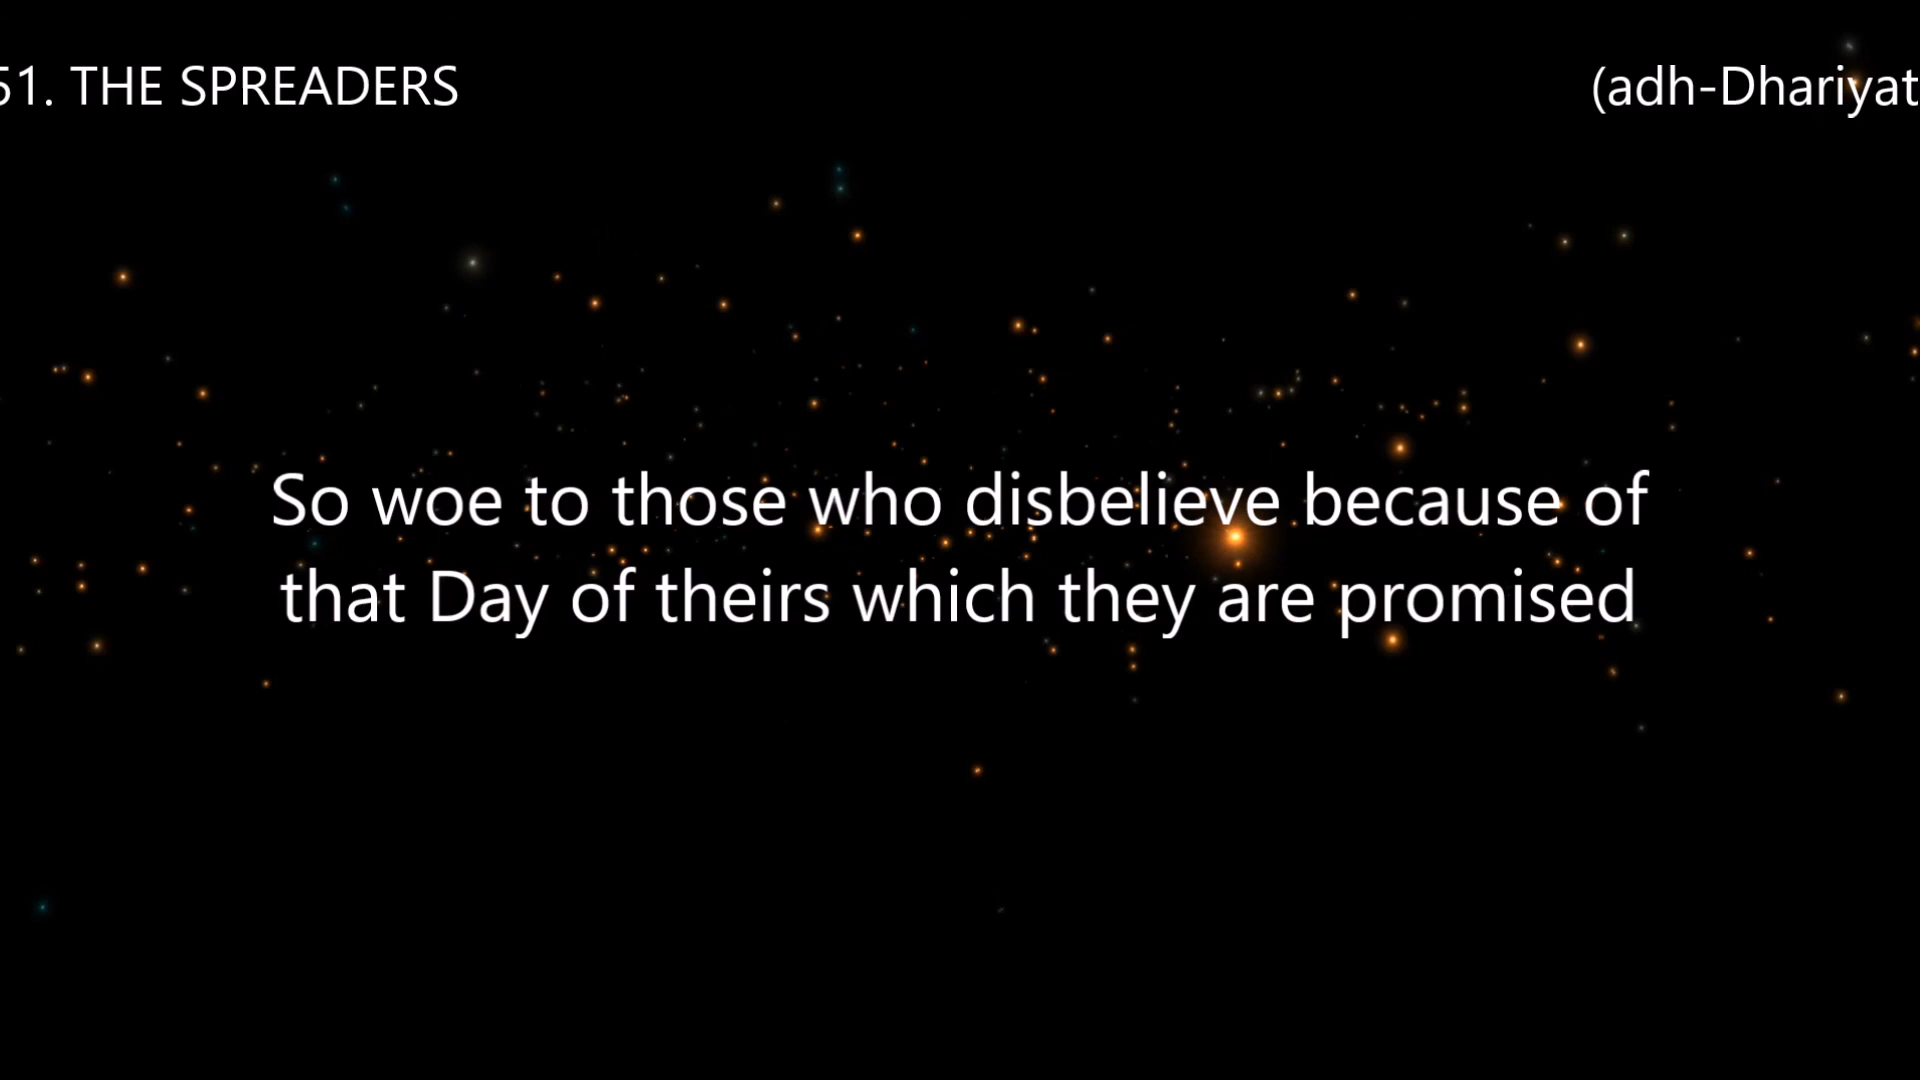 51. THE SPREADERS
(adh-Dhariyat
So woe to those who disbelieve because of
that Day of theirs which they are promised